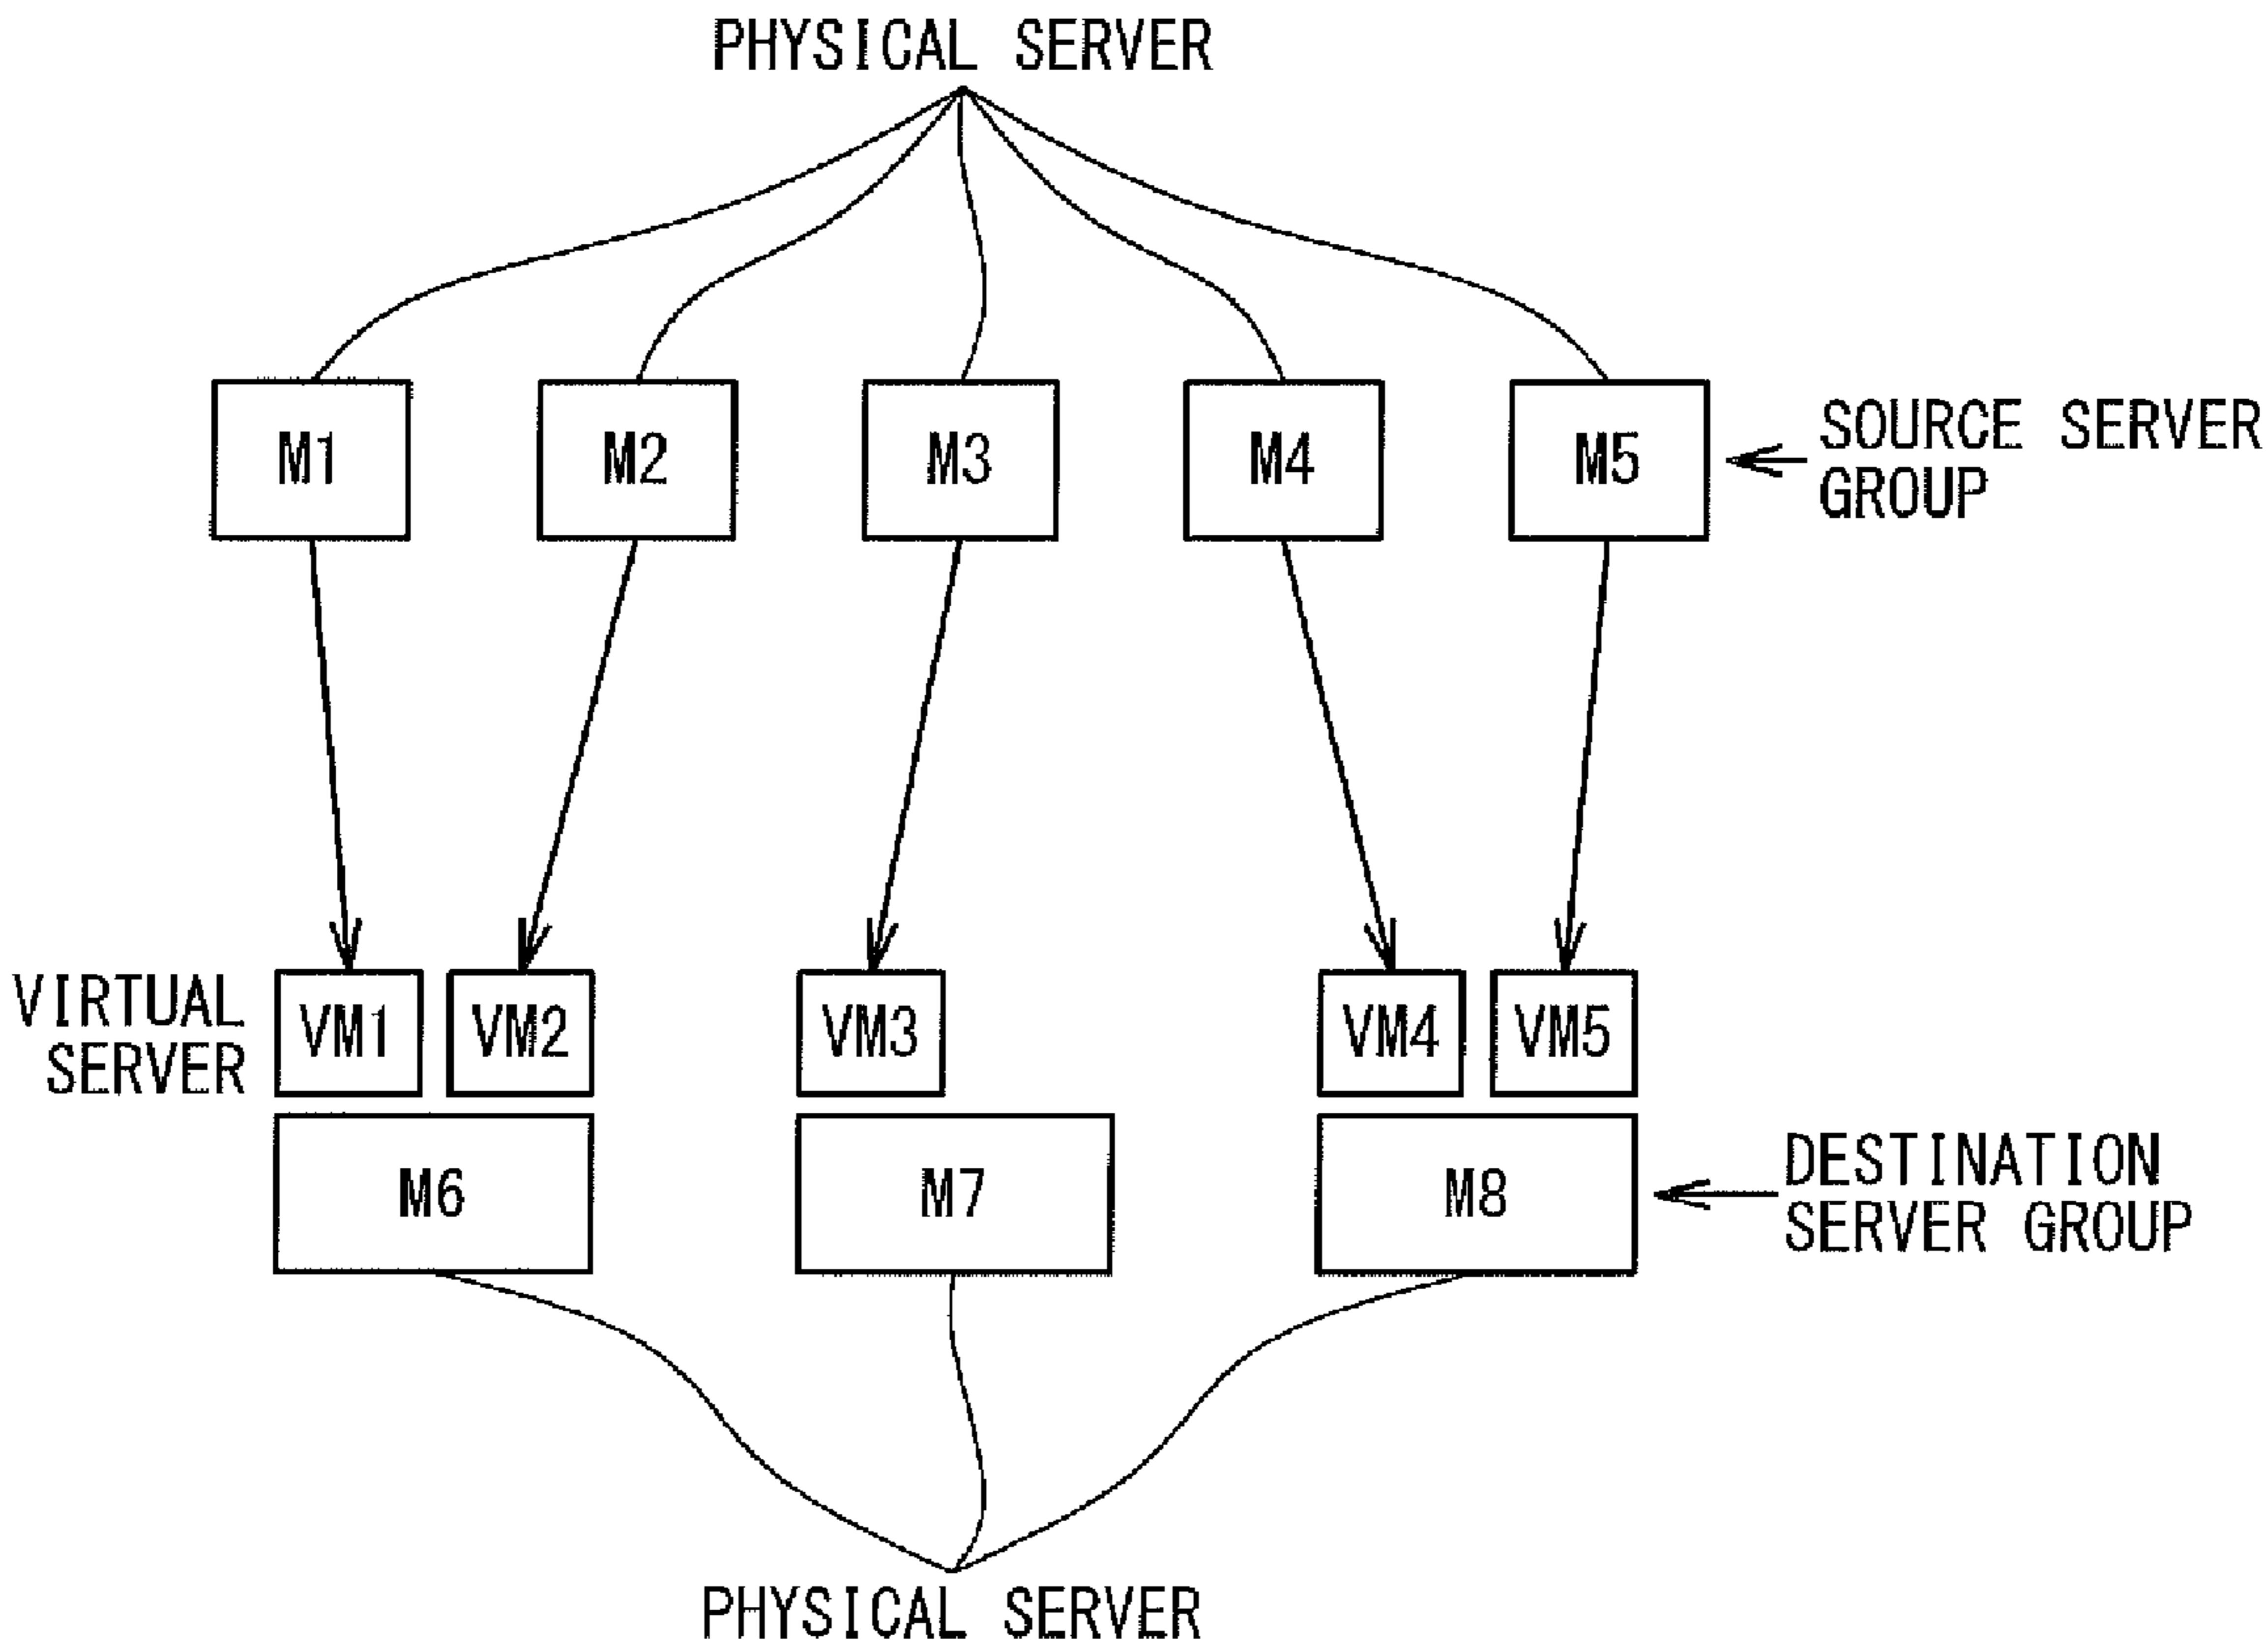 PHYSICAL SERVER
M1 M2 M3 M4 M5
SOURCE SERVER
GROUP
VIRTUAL
SERVER
VM1 VM2 VM3 VM4 VM5
M6 M7 M8
DESTINATION
SERVER GROUP
PHYSICAL SERVER